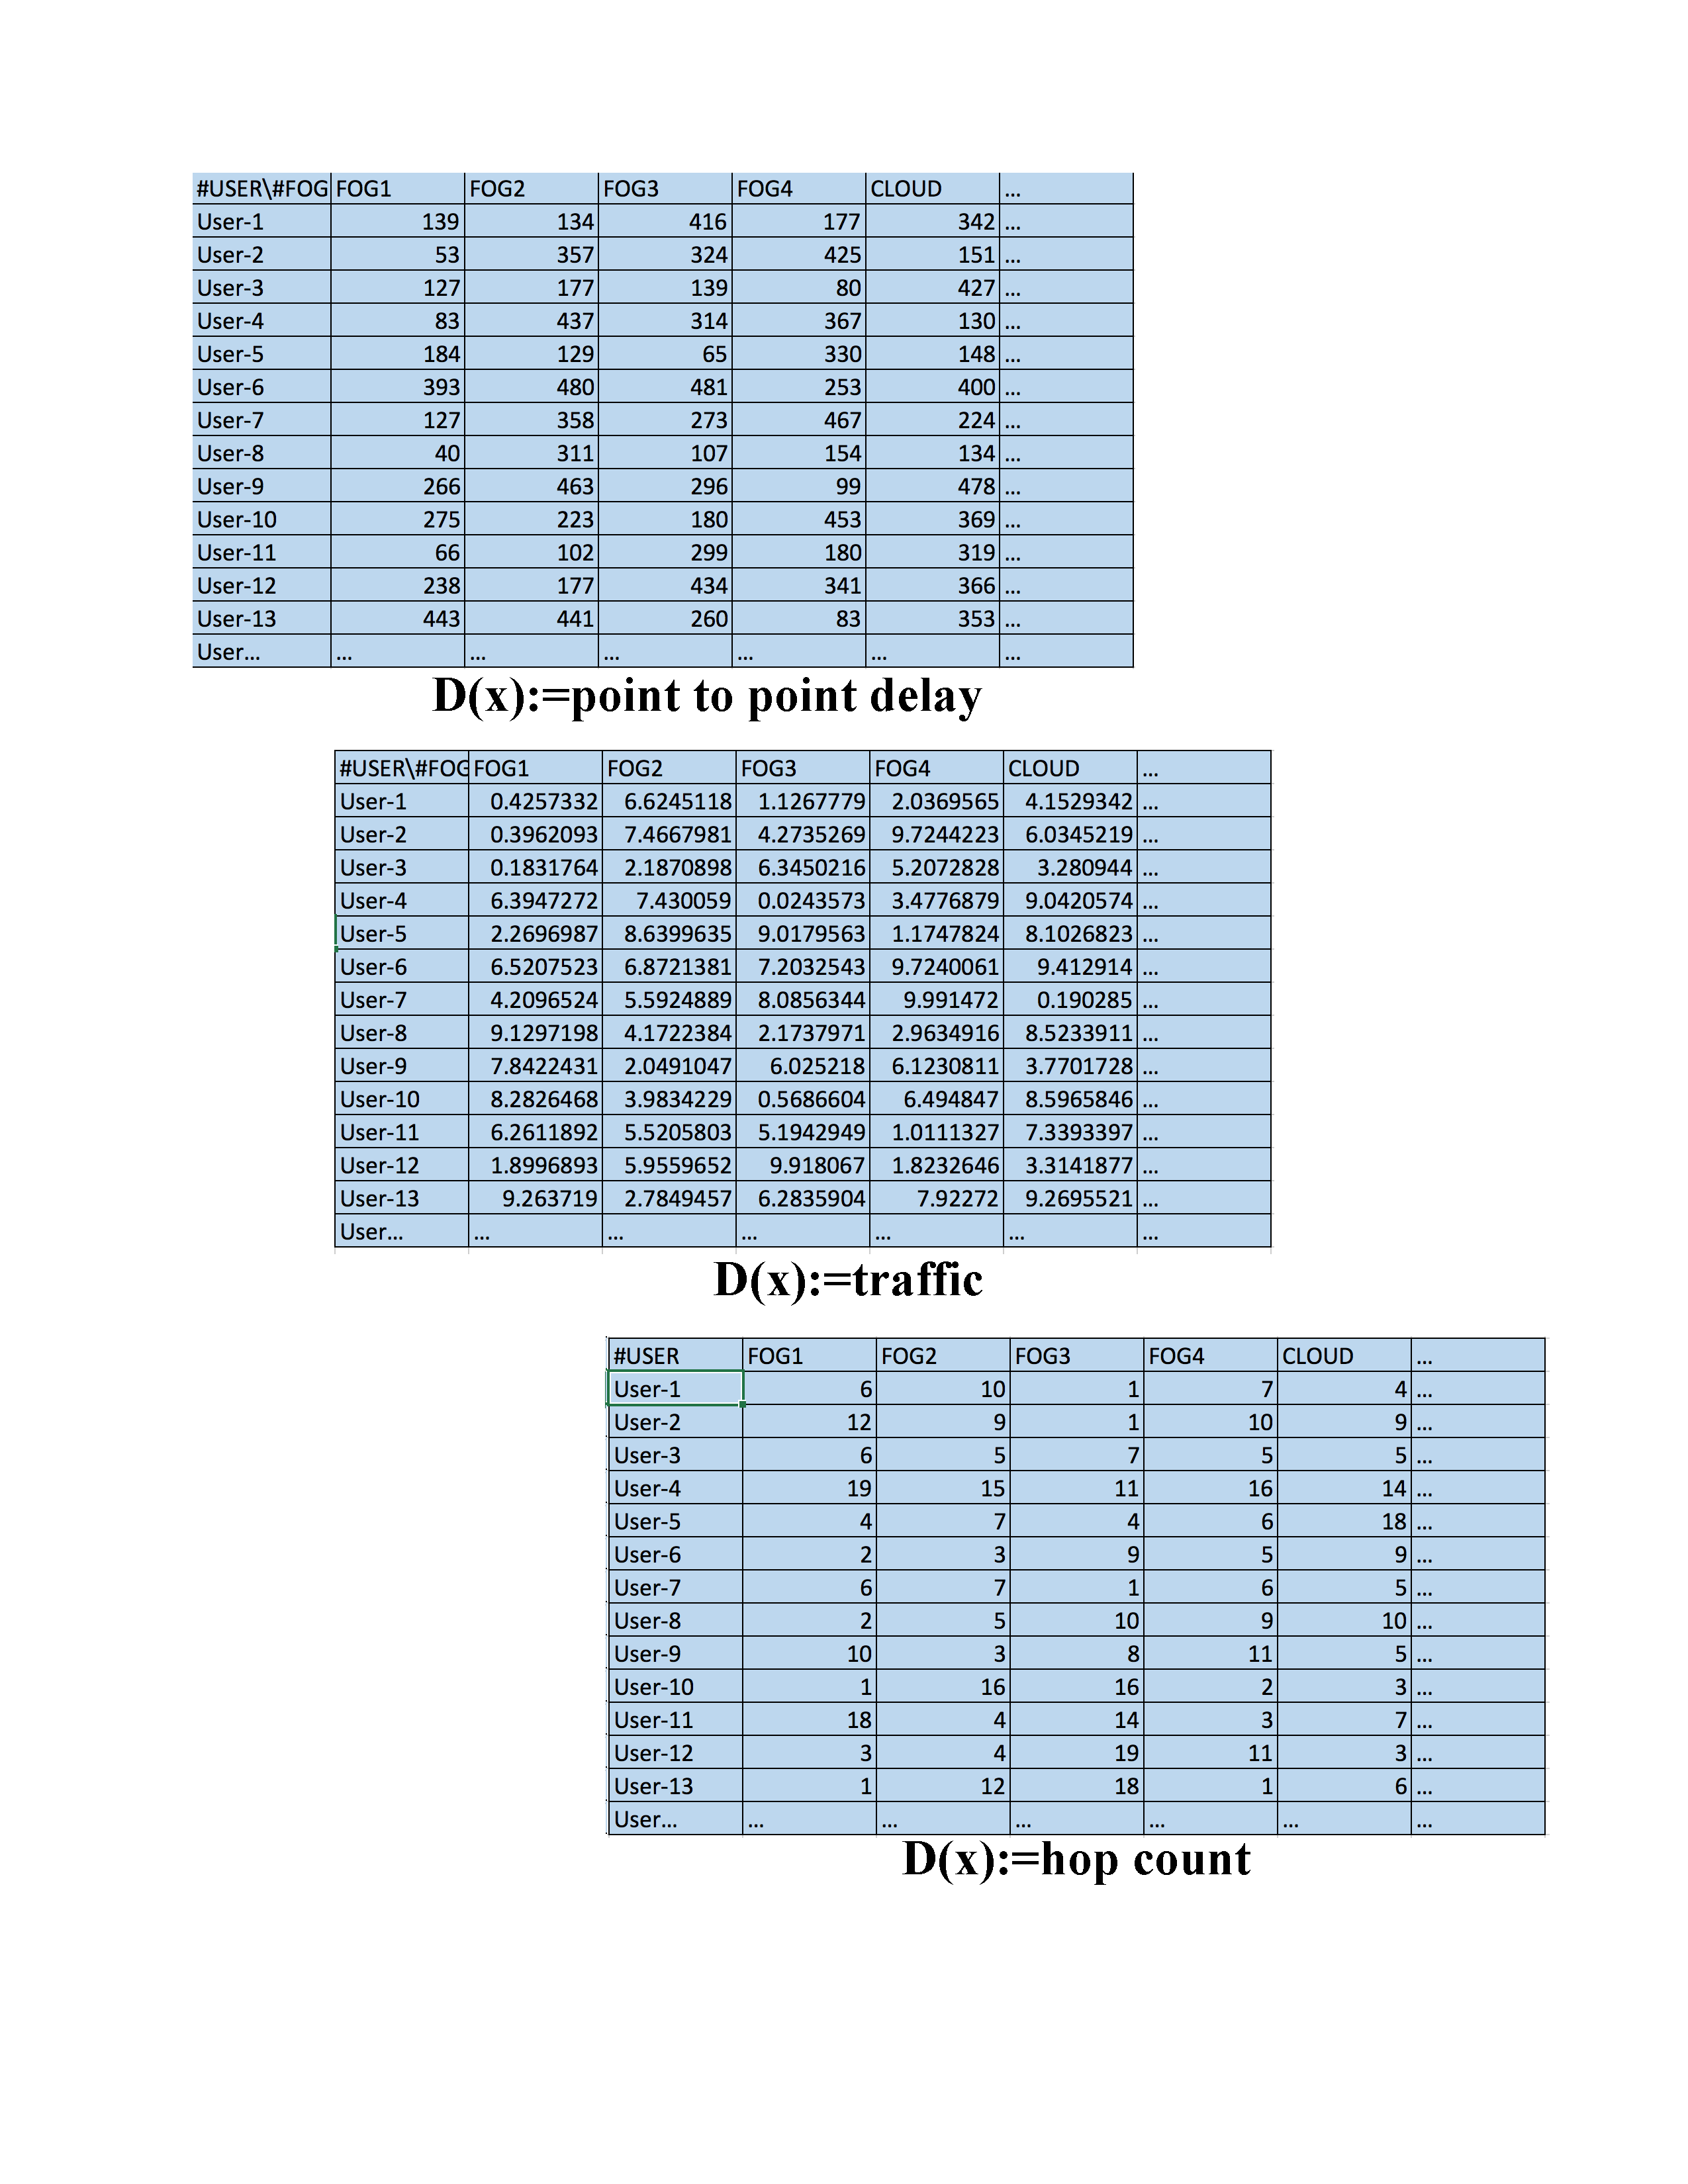 #USER\#FOG FOG1 FOG2 FOG3 FOG4 CLOUD ...
User-1 139 134 416 177 342 ...
User-2 53 357 324 425 151 ...
User-3 127 177 139 80 427 ...
User-4 83 437 314 367 130 ...
User-5 184 129 65 330 148 ...
User-6 393 480 481 253 400 ...
User-7 127 358 273 467 224 ...
User-8 40 311 107 154 134 ...
User-9 266 463 296 99 478 ...
User-10 275 223 180 453 369 ...
User-11 66 102 299 180 319 ...
User-12 238 177 434 341 366 ...
User-13 443 441 260 83 353 ...
User... ... ... ... ... ... ...
D(x):=point to point delay
#USER\#FOG FOG1 FOG2 FOG3 FOG4 CLOUD ...
User-1 0.4257332 6.6245118 1.1267779 2.0369565 4.1529342 ...
User-2 0.3962093 7.4667981 4.2735269 9.7244223 6.0345219 ...
User-3 0.1831764 2.1870898 6.3450216 5.2072828 3.280944 ...
User-4 6.3947272 7.430059 0.0243573 3.4776879 9.0420574 ...
User-5 2.2696987 8.6399635 9.0179563 1.1747824 8.1026823 ...
User-6 6.5207523 6.8721381 7.2032543 9.7240061 9.412914 ...
User-7 4.2096524 5.5924889 8.0856344 9.991472 0.190285 ...
User-8 9.1297198 4.1722384 2.1737971 2.9634916 8.5233911 ...
User-9 7.8422431 2.0491047 6.025218 6.1230811 3.7701728 ...
User-10 8.2826468 3.9834229 0.5686604 6.494847 8.5965846 ...
User-11 6.2611892 5.5205803 5.1942949 1.0111327 7.3393397 ...
User-12 1.8996893 5.9559652 9.918067 1.8232646 3.3141877 ...
User-13 9.263719 2.7849457 6.2835904 7.92272 9.2695521 ...
User... ... ... ... ... ... ...
D(x):=traffic
#USER FOG1 FOG2 FOG3 FOG4 CLOUD ...
User-1 6 10 1 7 4 ...
User-2 12 9 1 10 9 ...
User-3 6 5 7 5 5 ...
User-4 19 15 11 16 14 ...
User-5 4 7 4 6 18 ...
User-6 2 3 9 5 9 ...
User-7 6 7 1 6 5 ...
User-8 2 5 10 9 10 ...
User-9 10 3 8 11 5 ...
User-10 1 16 16 2 3 ...
User-11 18 4 14 3 7 ...
User-12 3 4 19 11 3 ...
User-13 1 12 18 1 6 ...
User... ... ... ... ... ... ...
D(x):=hop count